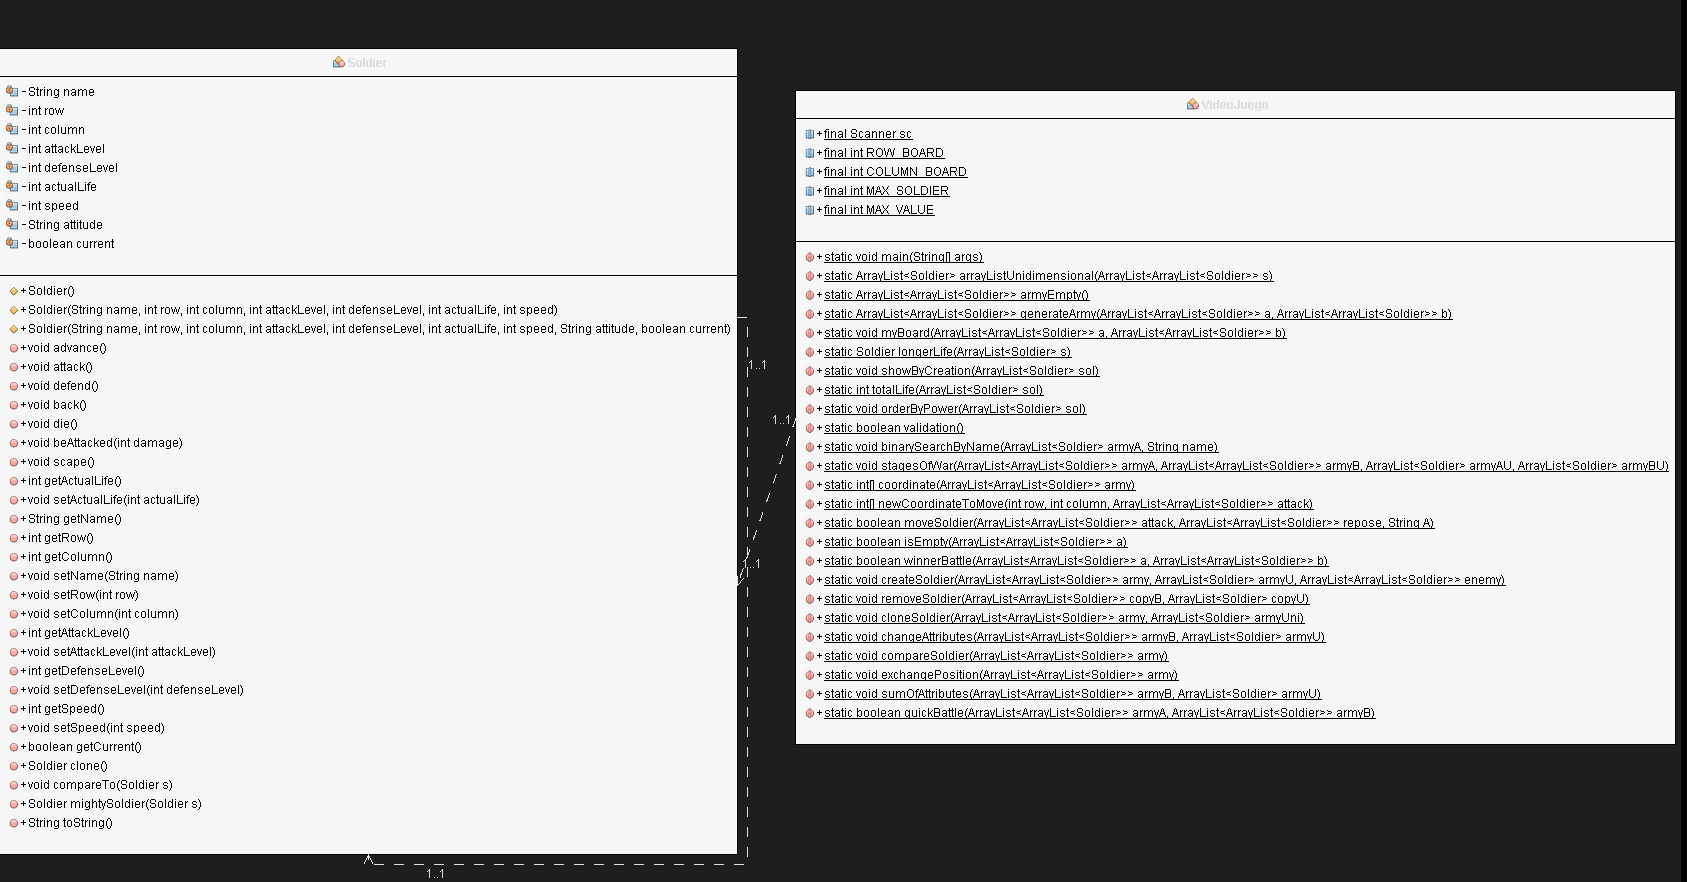 Soldier
-String name
-int row
-int column
-int attackLevel
-int defenseLevel
-int actualLife
-int speed
-String attitude
-boolean current
+Soldier()
+Soldier(String name, int row, int column, int attackLevel, int defenseLevel, int actualLife, int speed)
+Soldier(String name, int row, int column, int attackLevel, int defenseLevel, int actualLife, int speed, String attitude, boolean current)
+void advance()
+void attack()
+void defend()
+void back()
+void die()
+void beAttacked(int damage)
+void scape()
+int getActualLife()
+void setActualLife(int actualLife)
+String getName()
+int getRow()
+int getColumn()
+void setName(String name)
+void setRow(int row)
+void setColumn(int column)
+int getAttackLevel()
+void setAttackLevel(int attackLevel)
+int getDefenseLevel()
+void setDefenseLevel(int defenseLevel)
+int getSpeed()
+void setSpeed(int speed)
+boolean getCurrent()
+Soldier clone()
+void compareTo(Soldier s)
+Soldier mightySoldier(Soldier s)
+String toString()
1..1
1..1
1..1
1..1
VideoJuego
+final Scanner sc
+final int ROW_BOARD
+final int COLUMN_BOARD
+final int MAX_SOLDIER
+final int MAX_VALUE
+static void main(String[] args)
+static ArrayList<Soldier> arrayListUnidimensional(ArrayList<ArrayList<Soldier>> s)
+static ArrayList<ArrayList<Soldier>> armyEmpty()
+static ArrayList<ArrayList<Soldier>> generateArmy(ArrayList<ArrayList<Soldier>> a, ArrayList<ArrayList<Soldier>> b)
+static void myBoard(ArrayList<ArrayList<Soldier>> a, ArrayList<ArrayList<Soldier>> b)
+static Soldier longerLife(ArrayList<Soldier> s)
+static void showByCreation(ArrayList<Soldier> sol)
+static int totalLife(ArrayList<Soldier> sol)
+static void orderByPower(ArrayList<Soldier> sol)
+static boolean validation()
+static void binarySearchByName(ArrayList<Soldier> armyA, String name)
+static void stagesOfWar(ArrayList<ArrayList<Soldier>> armyA, ArrayList<ArrayList<Soldier>> armyB, ArrayList<Soldier> armyAU, ArrayList<Soldier> armyBU)
+static int[] coordinate(ArrayList<ArrayList<Soldier>> army)
+static int[] newCoordinateToMove(int row, int column, ArrayList<ArrayList<Soldier>> attack)
+static boolean moveSoldier(ArrayList<ArrayList<Soldier>> attack, ArrayList<ArrayList<Soldier>> repose, String A)
+static boolean isEmpty(ArrayList<ArrayList<Soldier>> a)
+static boolean winnerBattle(ArrayList<ArrayList<Soldier>> a, ArrayList<ArrayList<Soldier>> b)
+static void createSoldier(ArrayList<ArrayList<Soldier>> army, ArrayList<Soldier> armyU, ArrayList<ArrayList<Soldier>> enemy)
+static void removeSoldier(ArrayList<ArrayList<Soldier>> copyB, ArrayList<Soldier> copyU)
+static void cloneSoldier(ArrayList<ArrayList<Soldier>> army, ArrayList<Soldier> armyUni)
+static void changeAttributes(ArrayList<ArrayList<Soldier>> armyB, ArrayList<Soldier> armyU)
+static void compareSoldier(ArrayList<ArrayList<Soldier>> army)
+static void exchangePosition(ArrayList<ArrayList<Soldier>> army)
+static void sumOfAttributes(ArrayList<ArrayList<Soldier>> armyB, ArrayList<Soldier> armyU)
+static boolean quickBattle(ArrayList<ArrayList<Soldier>> armyA, ArrayList<ArrayList<Soldier>> armyB)